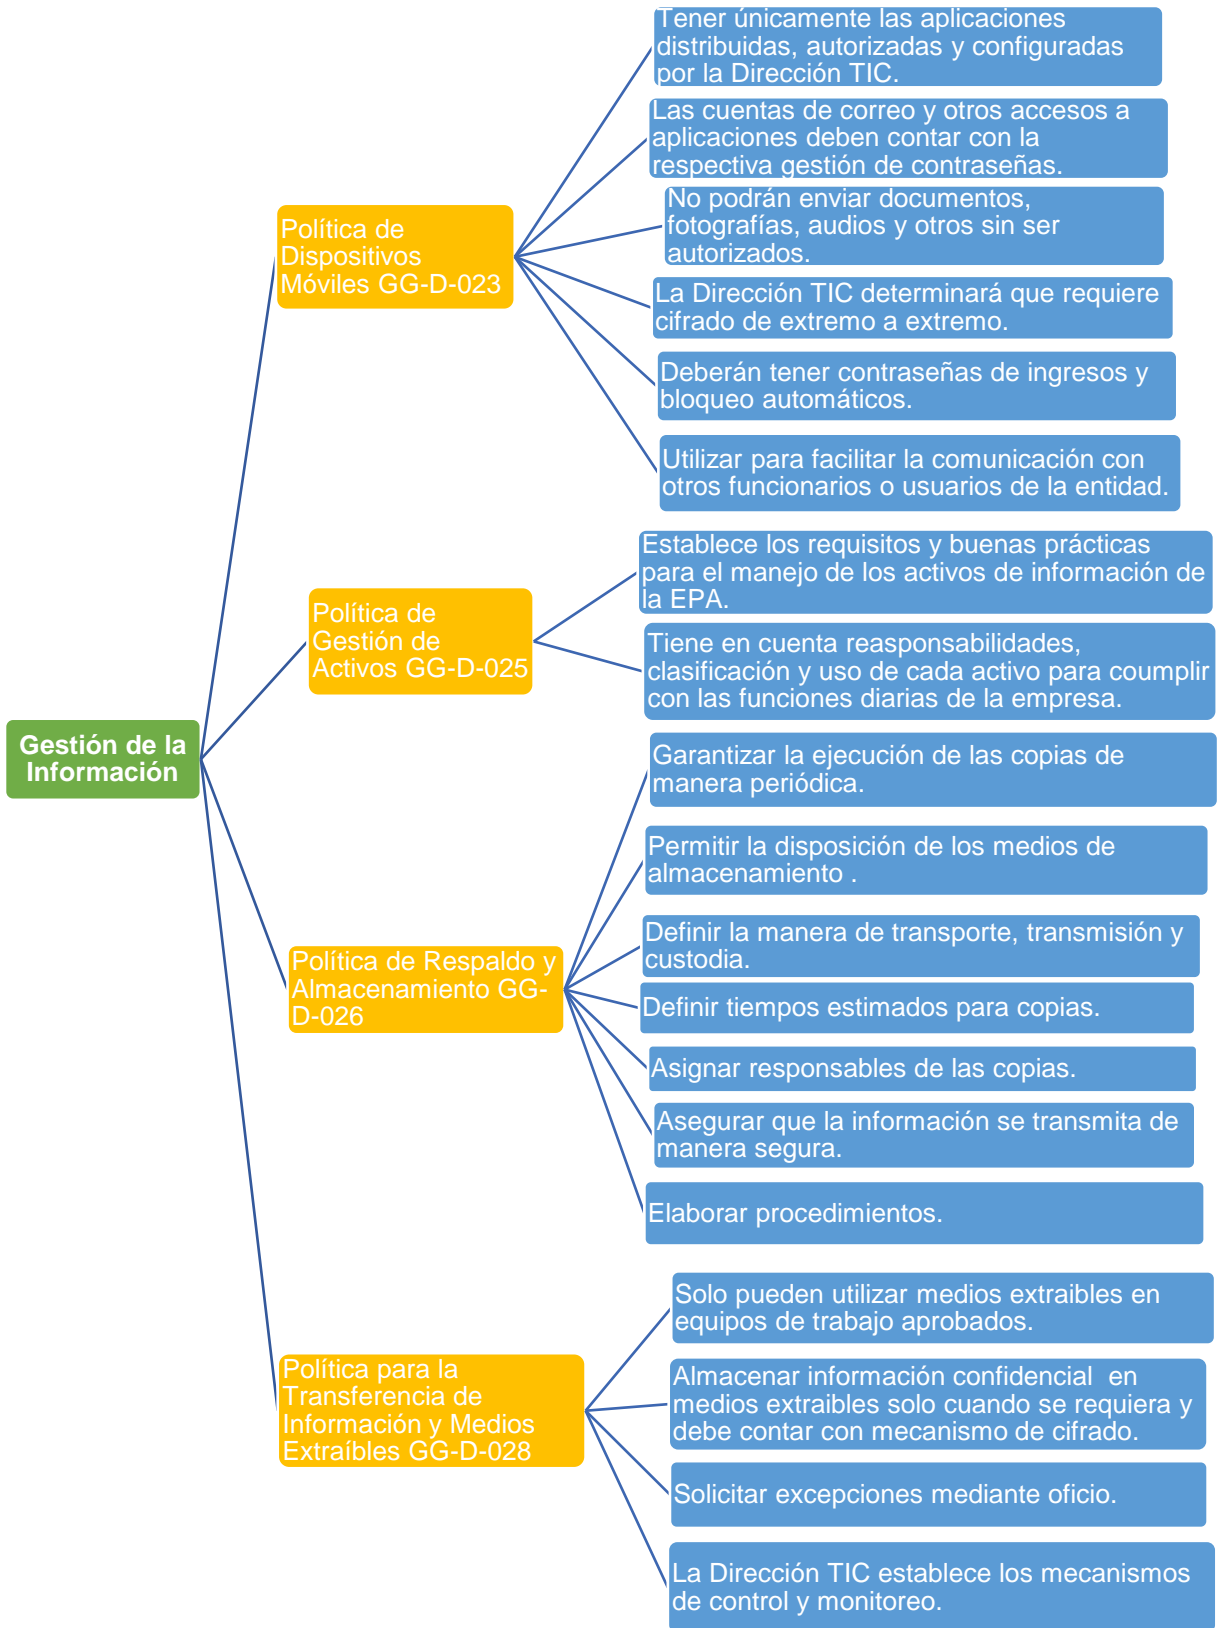 Gestión de la
Información
Política de
Dispositivos
Móviles GG-D-023
Tener únicamente las aplicaciones
distribuidas, autorizadas y configuradas
por la Dirección TIC.
Las cuentas de correo y otros accesos a
aplicaciones deben contar con la
respectiva gestión de contraseñas.
No podrán enviar documentos,
fotografías, audios y otros sin ser
autorizados.
La Dirección TIC determinará que requiere
cifrado de extremo a extremo.
Deberán tener contraseñas de ingresos y
bloqueo automáticos.
Utilizar para facilitar la comunicación con
otros funcionarios o usuarios de la entidad.
Política de
Gestión de
Activos GG-D-025
Establece los requisitos y buenas prácticas
para el manejo de los activos de información de
la EPA.
Tiene en cuenta reasponsabilidades,
clasificación y uso de cada activo para coumplir
con las funciones diarias de la empresa.
Política de Respaldo y
Almacenamiento GG-
D-026
Garantizar la ejecución de las copias de
manera periódica.
Permitir la disposición de los medios de
almacenamiento .
Definir la manera de transporte, transmisión y
custodia.
Definir tiempos estimados para copias.
Asignar responsables de las copias.
Asegurar que la información se transmita de
manera segura.
Elaborar procedimientos.
Política para la
Transferencia de
Información y Medios
Extraíbles GG-D-028
Solo pueden utilizar medios extraibles en
equipos de trabajo aprobados.
Almacenar información confidencial  en
medios extraibles solo cuando se requiera y
debe contar con mecanismo de cifrado.
Solicitar excepciones mediante oficio.
La Dirección TIC establece los mecanismos
de control y monitoreo.